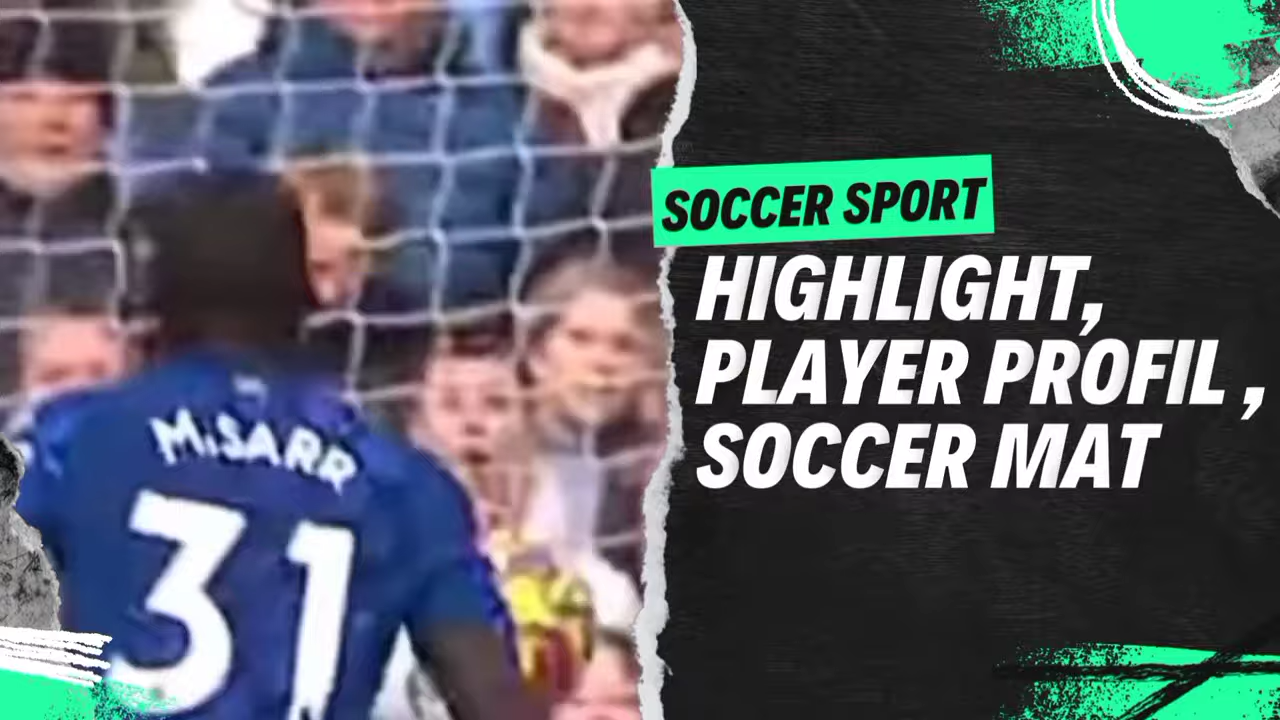 M.SARR
31
SOCCER SPORT
HIGHLIGHT,
PLAYER PROFIL ,
SOCCER MAT